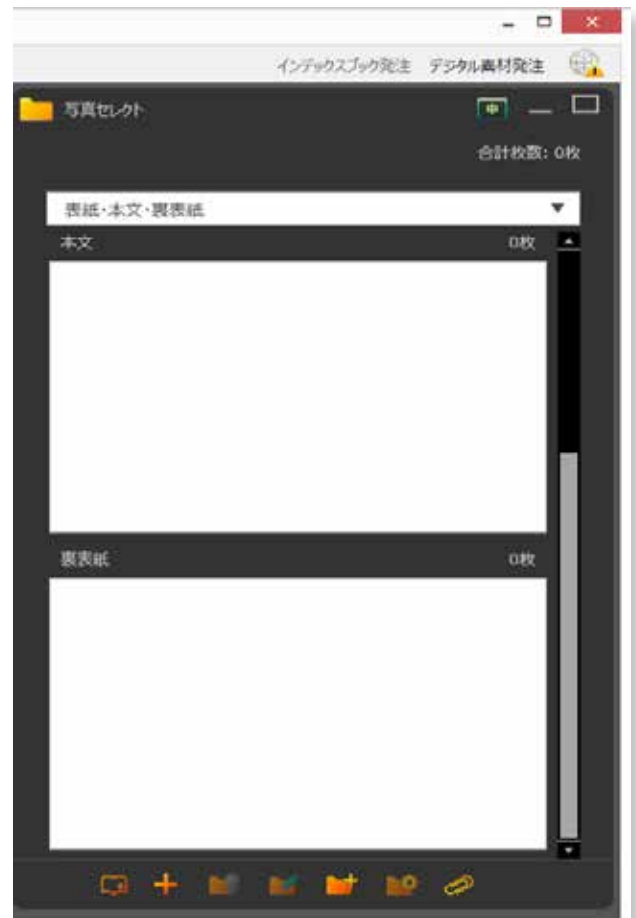 インデックスブック発注 デジタル素材発注
写真セレクト
中
合計枚数: 0枚
表紙・本文・裏表紙
本文 0枚
裏表紙 0枚